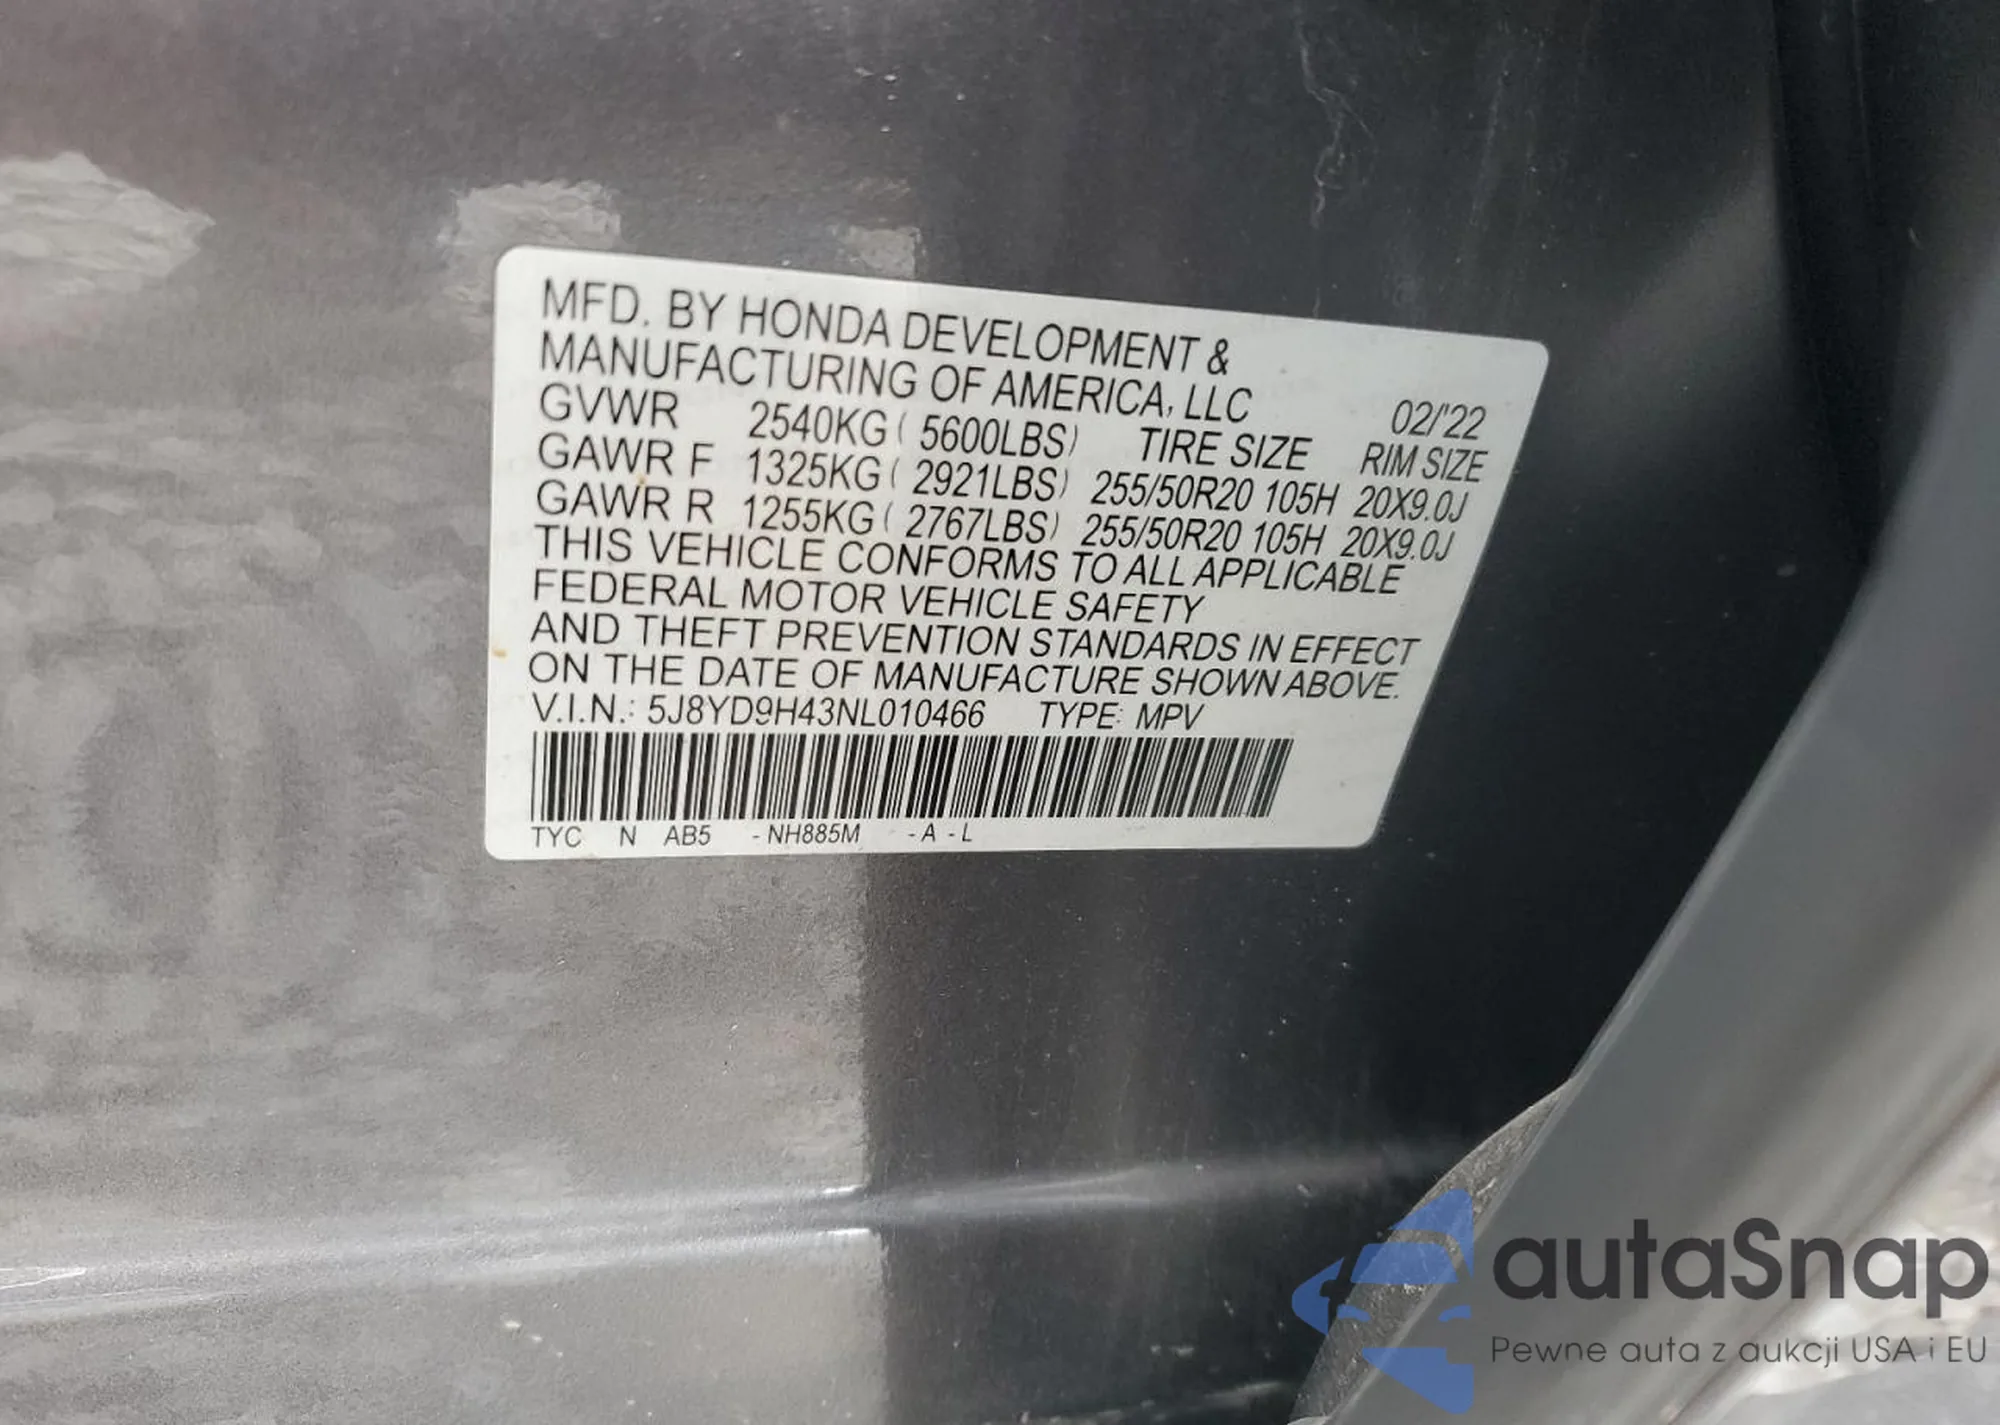 MFD. BY HONDA DEVELOPMENT &
MANUFACTURING OF AMERICA, LLC 02/'22
GVWR 2540KG ( 5600LBS) TIRE SIZE RIM SIZE
GAWR F 1325KG ( 2921LBS) 255/50R20 105H 20X9.0J
GAWR R 1255KG ( 2767LBS) 255/50R20 105H 20X9.0J
THIS VEHICLE CONFORMS TO ALL APPLICABLE
FEDERAL MOTOR VEHICLE SAFETY
AND THEFT PREVENTION STANDARDS IN EFFECT
ON THE DATE OF MANUFACTURE SHOWN ABOVE.
V.I.N.: 5J8YD9H43NL010466 TYPE: MPV
TYC N AB5 - NH885M - A - L
autaSnap
Pewne auta z aukcji USA i EU